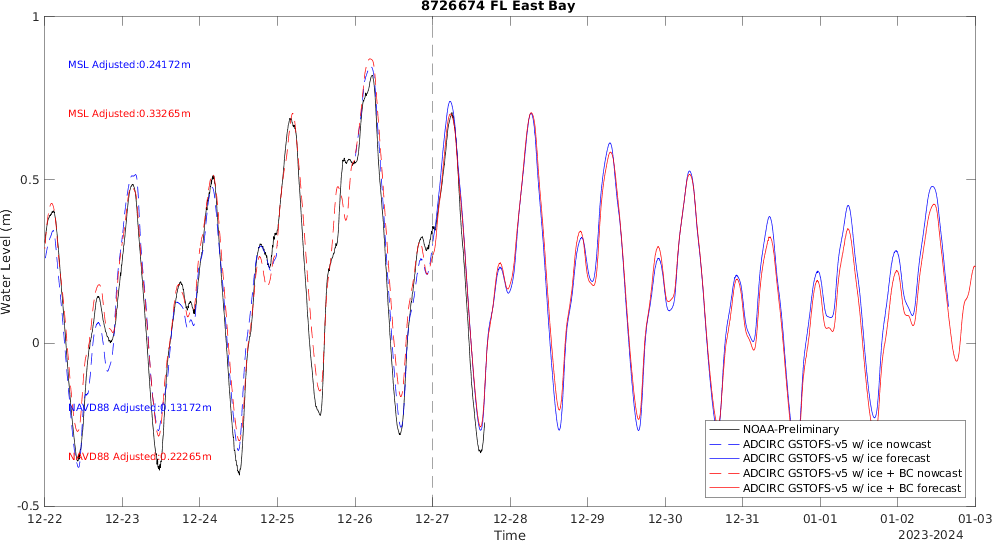 8726674 FL East Bay
1
MSL Adjusted:0.24172m
MSL Adjusted:0.33265m
0.5
Water Level (m)
0
NAVD88 Adjusted:0.13172m
NAVD88 Adjusted:0.22265m
-0.5
NOAA-Preliminary
ADCIRC GSTOFS-v5 w/ ice nowcast
ADCIRC GSTOFS-v5 w/ ice forecast
ADCIRC GSTOFS-v5 w/ ice + BC nowcast
ADCIRC GSTOFS-v5 w/ ice + BC forecast
12-22 12-23 12-24 12-25 12-26 12-27 12-28 12-29 12-30 12-31 01-01 01-02 01-03
Time
2023-2024